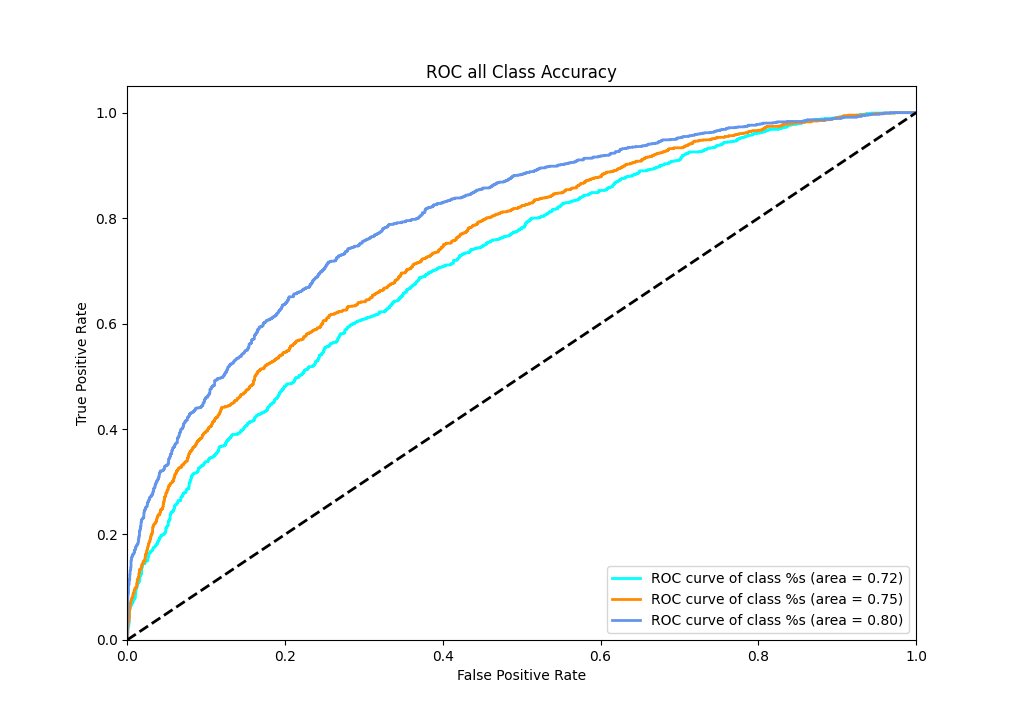 ROC all Class Accuracy
True Positive Rate
1.0
0.8
0.6
0.4
0.2
0.0
0.0 0.2 0.4 0.6 0.8 1.0
False Positive Rate
ROC curve of class %s (area = 0.72)
ROC curve of class %s (area = 0.75)
ROC curve of class %s (area = 0.80)